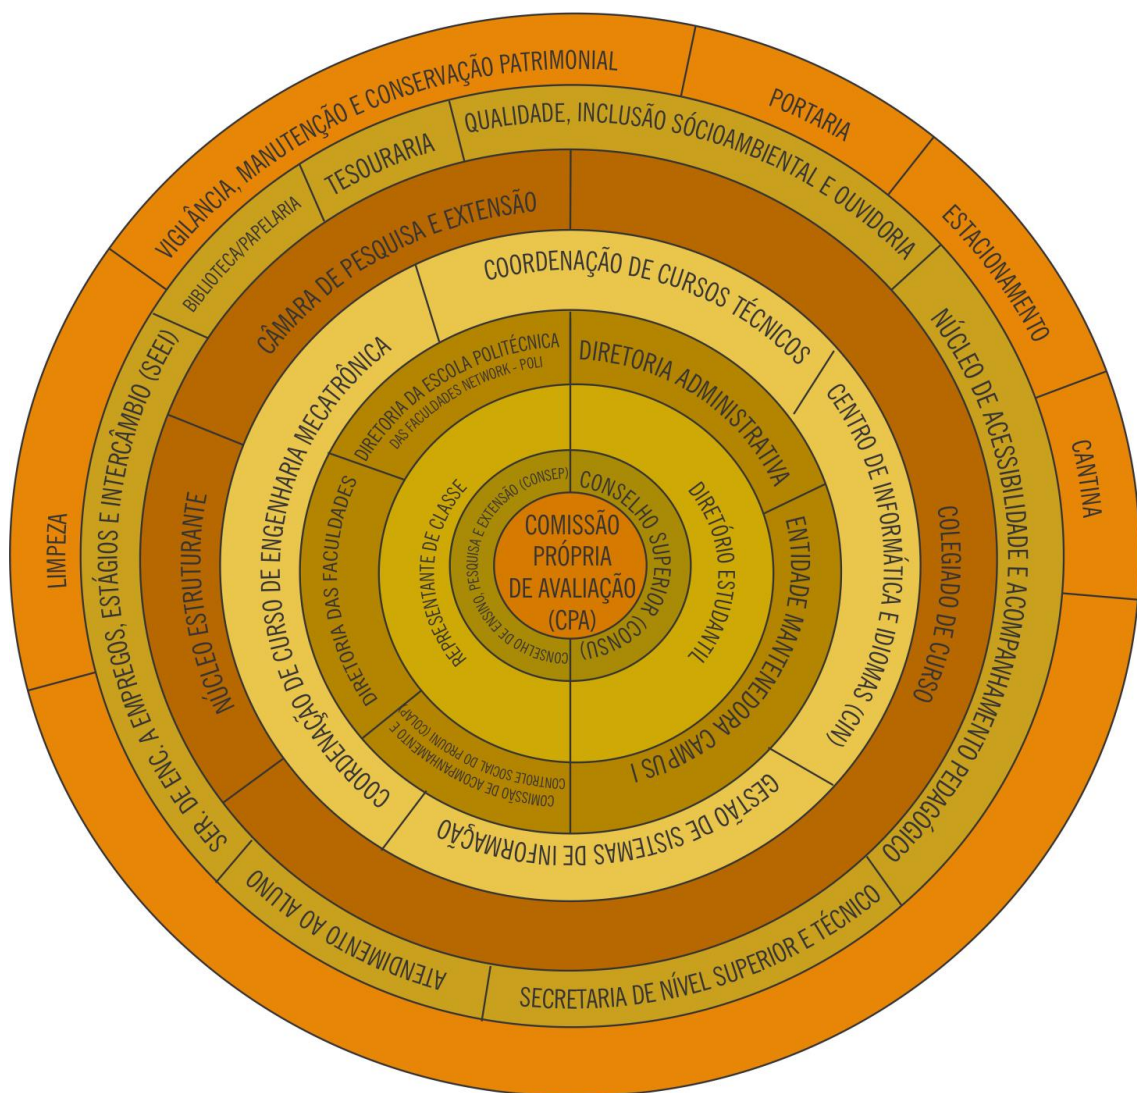 COMISSÃO
PRÓPRIA
DE AVALIAÇÃO
(CPA)
CONSELHO SUPERIOR (CONSU)
CONSELHO DE ENSINO, PESQUISA E EXTENSÃO (CONSEP)
DIRETÓRIO ESTUDANTIL
REPRESENTANTE DE CLASSE
DIRETORIA ADMINISTRATIVA
ENTIDADE MANTENEDORA CAMPUS I
COMISSÃO DE ACOMPANHAMENTO E
CONTROLE SOCIAL DO PROUNI (COLAP)
DIRETORIA DAS FACULDADES
DIRETORIA DA ESCOLA POLITÉCNICA
DAS FACULDADES NETWORK - POLI
COORDENAÇÃO DE CURSOS TÉCNICOS
CENTRO DE INFORMÁTICA E IDIOMAS (CIN)
GESTÃO DE SISTEMAS DE INFORMAÇÃO
COORDENAÇÃO DE CURSO DE ENGENHARIA MECATRÔNICA
CÂMARA DE PESQUISA E EXTENSÃO
COLEGIADO DE CURSO
NÚCLEO ESTRUTURANTE
QUALIDADE, INCLUSÃO SÓCIOAMBIENTAL E OUVIDORIA
NÚCLEO DE ACESSIBILIDADE E ACOMPANHAMENTO PEDAGÓGICO
SECRETARIA DE NÍVEL SUPERIOR E TÉCNICO
ATENDIMENTO AO ALUNO
SER. DE ENC. A EMPREGOS, ESTÁGIOS E INTERCÂMBIO (SEEI)
BIBLIOTECA/PAPELARIA
TESOURARIA
VIGILÂNCIA, MANUTENÇÃO E CONSERVAÇÃO PATRIMONIAL
PORTARIA
ESTACIONAMENTO
CANTINA
LIMPEZA